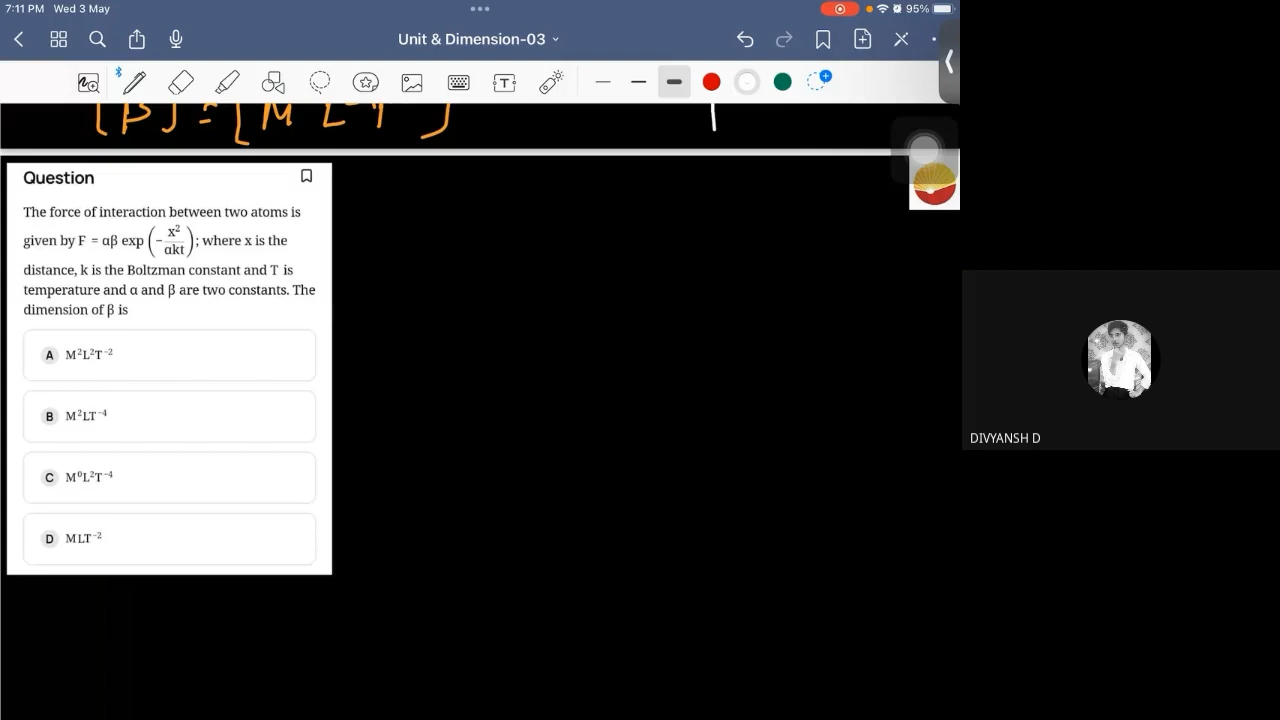 7:11 PM Wed 3 May
95%
Unit & Dimension-03
[β] = [M L T ]
Question
The force of interaction between two atoms is
given by F = αβ exp (−x²/αkt); where x is the
distance, k is the Boltzman constant and T is
temperature and α and β are two constants. The
dimension of β is
A M²L²T⁻²
B M²LT⁻⁴
C M⁰L²T⁻⁴
D MLT⁻²
DIVYANSH D